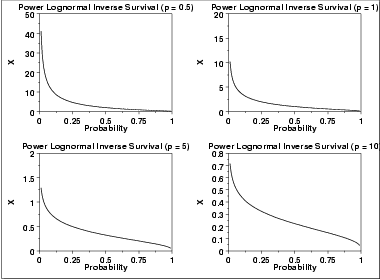 Power Lognormal Inverse Survival (p = 0.5)
50
40
30
20
10
0
X
0 0.25 0.5 0.75 1
Probability
Power Lognormal Inverse Survival (p = 1)
20
15
10
5
0
X
0 0.25 0.5 0.75 1
Probability
Power Lognormal Inverse Survival (p = 5)
2
1.5
1
0.5
0
X
0 0.25 0.5 0.75 1
Probability
Power Lognormal Inverse Survival (p = 10)
0.8
0.7
0.6
0.5
0.4
0.3
0.2
0.1
0
X
0 0.25 0.5 0.75 1
Probability